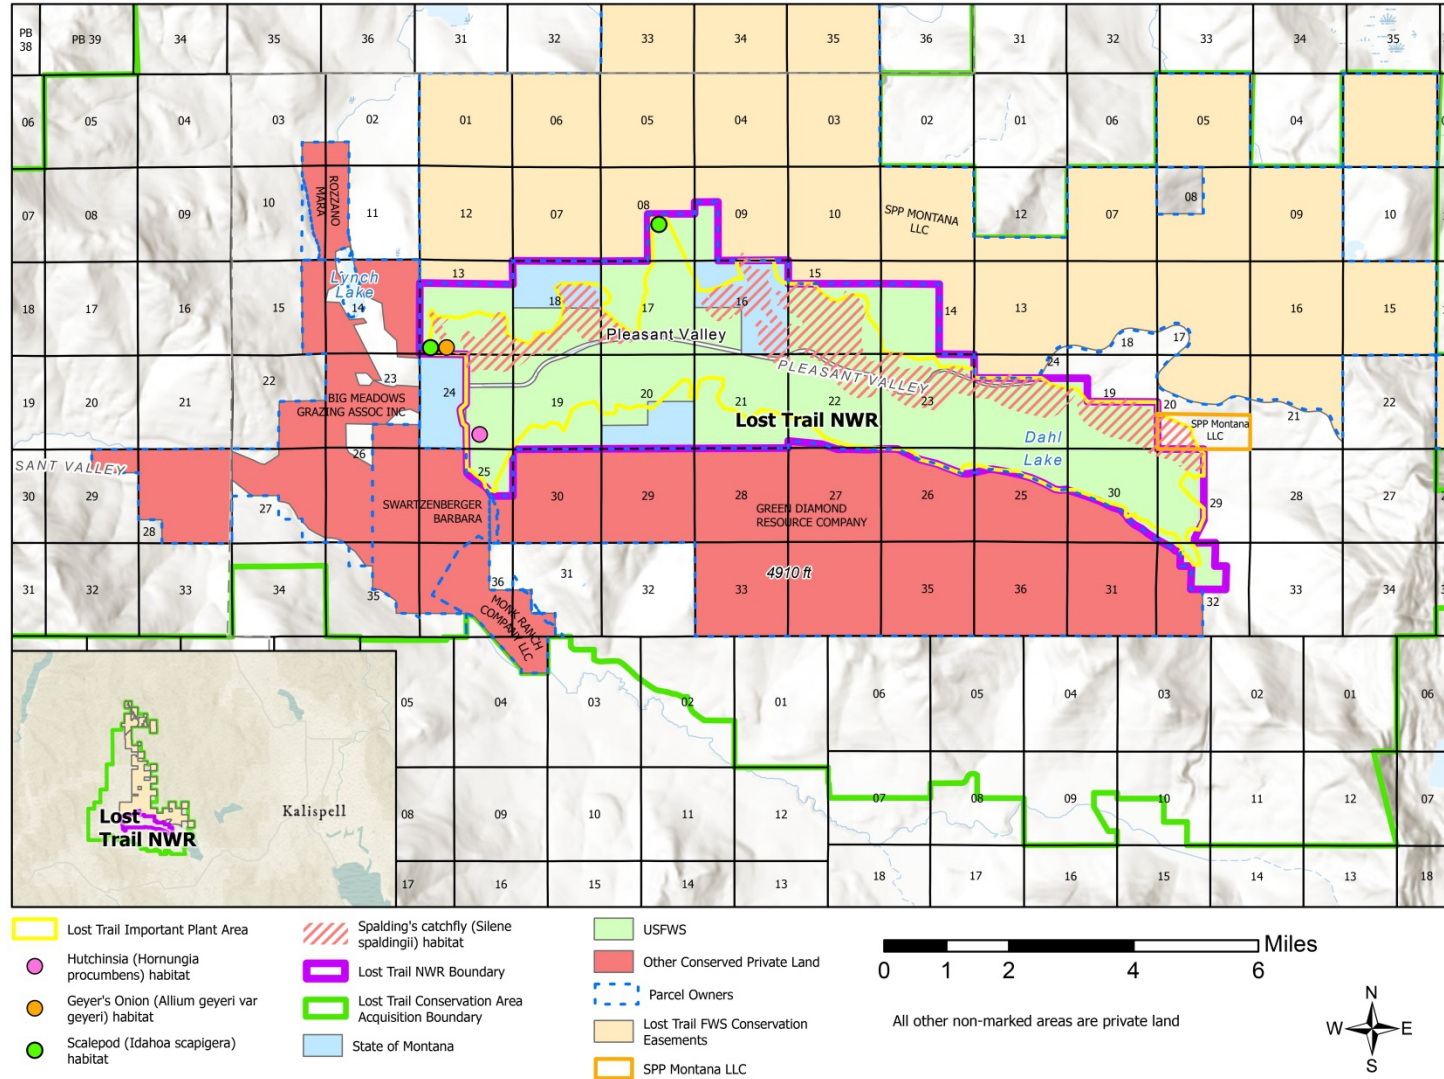 PB 38
PB 39
34
35
36
31
32
33
34
35
36
31
32
33
34
35
06
05
04
03
02
01
06
05
04
03
02
01
06
05
04
07
08
09
10
ROZZANO MARA
11
12
07
08
09
10
SPP MONTANA LLC
12
07
08
09
10
18
17
16
15
Lynch Lake
14
13
18
17
16
15
14
13
18
17
16
15
Pleasant Valley
PLEASANT VALLEY
19
20
21
22
23
BIG MEADOWS
GRAZING ASSOC INC
24
19
20
21
22
23
24
19
20
21
22
Lost Trail NWR
SPP Montana
LLC
Dahl
Lake
SANT VALLEY
30
29
28
27
26
25
SWARTZENBERGER
BARBARA
30
29
28
27
26
25
30
29
28
27
GREEN DIAMOND
RESOURCE COMPANY
4910 ft
31
32
33
34
35
36
31
32
33
35
36
31
32
33
34
MONK RANCH
COMPANY LLC
05
04
03
02
01
06
05
04
03
02
01
06
08
09
10
11
12
07
08
09
10
11
12
07
17
16
15
14
13
18
17
16
15
14
13
18
Kalispell
Lost
Trail NWR
Lost Trail Important Plant Area
Hutchinsia (Hornungia
procumbens) habitat
Geyer's Onion (Allium geyeri var
geyeri) habitat
Scalepod (Idahoa scapigera)
habitat
Spalding's catchfly (Silene
spaldingii) habitat
Lost Trail NWR Boundary
Lost Trail Conservation Area
Acquisition Boundary
State of Montana
USFWS
Other Conserved Private Land
Parcel Owners
Lost Trail FWS Conservation
Easements
SPP Montana LLC
Miles
0 1 2 4 6
All other non-marked areas are private land
N
W E
S